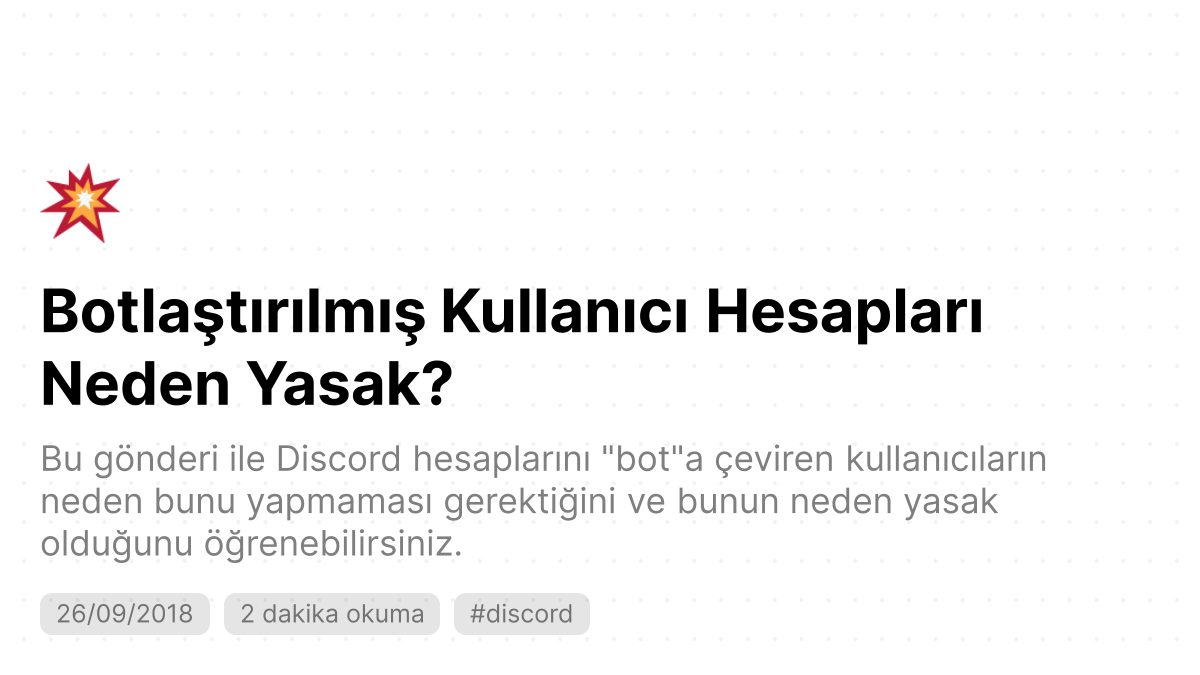 Botlaştırılmış Kullanıcı Hesapları
Neden Yasak?
Bu gönderi ile Discord hesaplarını "bot"a çeviren kullanıcıların
neden bunu yapmaması gerektiğini ve bunun neden yasak
olduğunu öğrenebilirsiniz.
26/09/2018 2 dakika okuma #discord